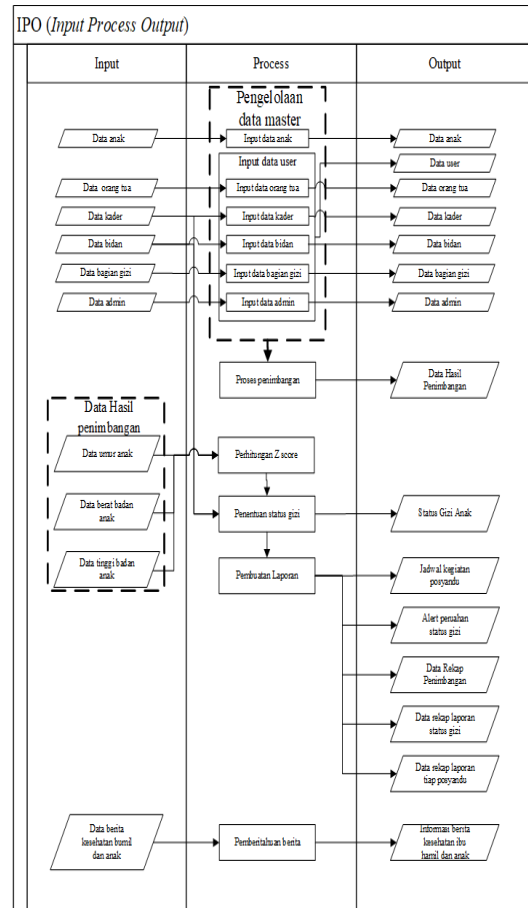 IPO (Input Process Output)
Input
Process
Output
Pengelolaan
data master
Data anak
Input data anak
Data anak
Input data user
Data user
Data orang tua
Input data orang tua
Data orang tua
Data kader
Input data kader
Data kader
Data bidan
Input data bidan
Data bidan
Data bagian gizi
Input data bagian gizi
Data bagian gizi
Data admin
Input data admin
Data admin
Proses penimbangan
Data Hasil
Penimbangan
Data Hasil
penimbangan
Data umur anak
Perhitungan Z score
Data berat badan
anak
Penentuan status gizi
Status Gizi Anak
Data tinggi badan
anak
Pembuatan Laporan
Jadwal kegiatan
posyandu
Alert peruahan
status gizi
Data Rekap
Penimbangan
Data rekap laporan
status gizi
Data rekap laporan
tiap posyandu
Data berita
kesehatan bumil
dan anak
Pemberitahuan berita
Informasi berita
kesehatan ibu
hamil dan anak